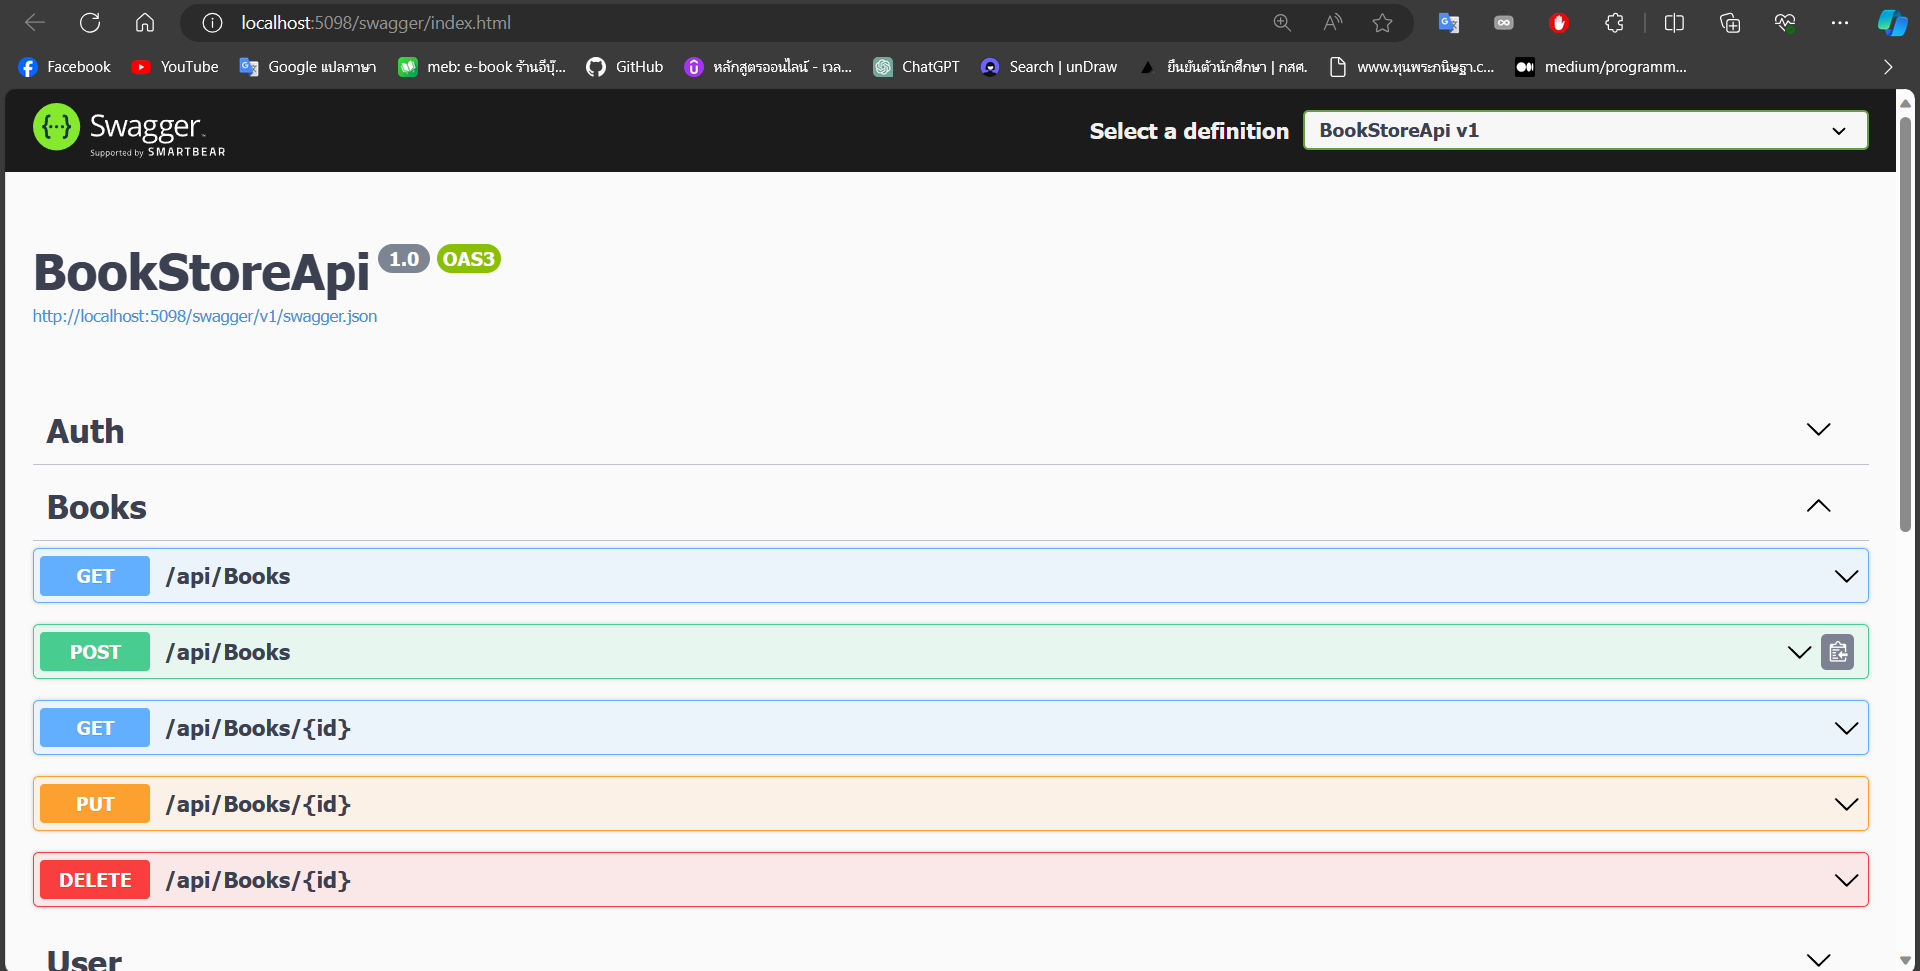 localhost:5098/swagger/index.html
Facebook YouTube Google แปลภาษา meb: e-book ร้านอีบุ๊... GitHub หลักสูตรออนไลน์ - เวล... ChatGPT Search | unDraw ยืนยันตัวนักศึกษา | กสศ. www.ทุนพระกนิษฐา.c... medium/programm...
Swagger
Supported by SMARTBEAR
Select a definition BookStoreApi v1
BookStoreApi 1.0 OAS3
http://localhost:5098/swagger/v1/swagger.json
Auth
Books
GET /api/Books
POST /api/Books
GET /api/Books/{id}
PUT /api/Books/{id}
DELETE /api/Books/{id}
User